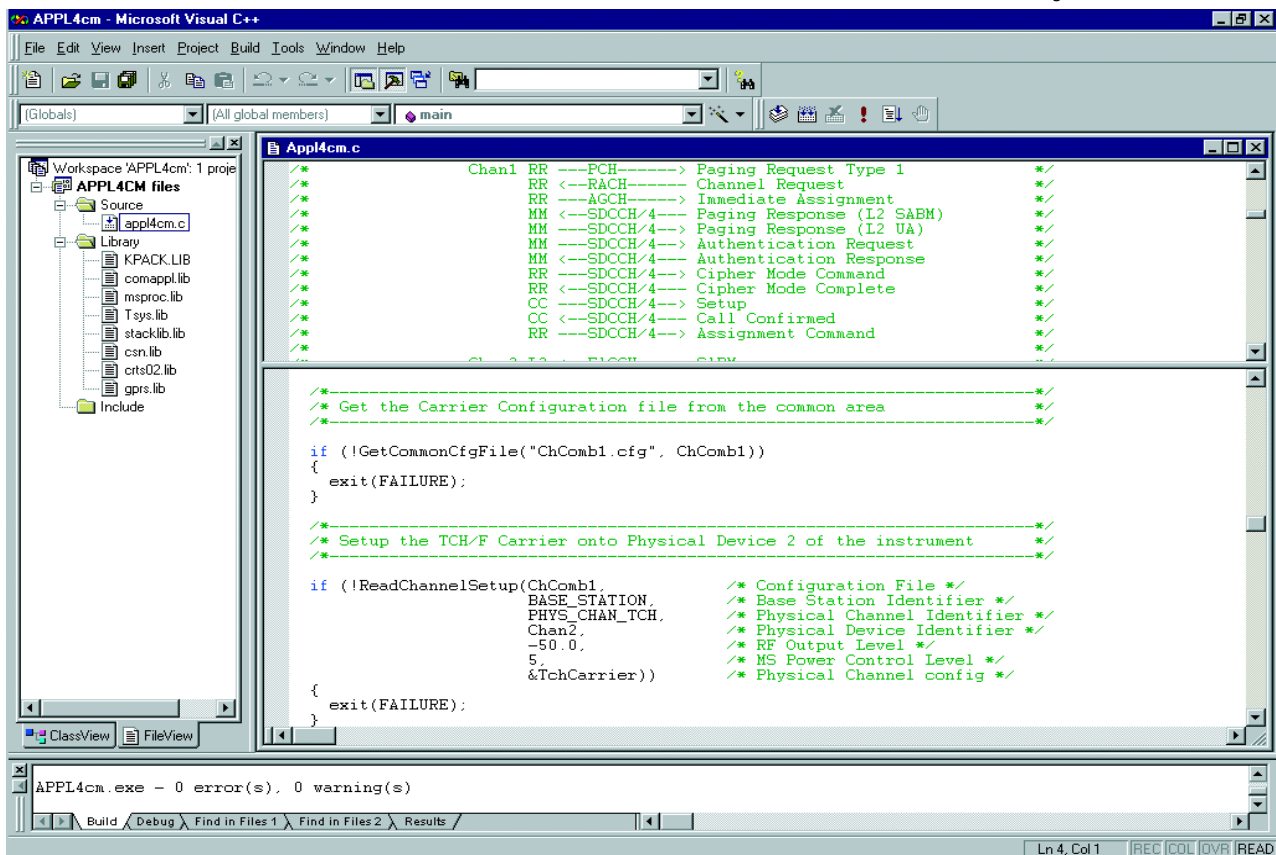 APPL4cm - Microsoft Visual C++
File Edit View Insert Project Build Tools Window Help
(Globals) (All global members) main
Workspace 'APPL4cm': 1 proje
APPL4CM files
Source
appl4cm.c
Library
KPACK.LIB
comappl.lib
msproc.lib
Tsys.lib
stacklib.lib
csn.lib
crts02.lib
gprs.lib
Include
ClassView FileView
Appl4cm.c
/* Chan1 RR ---PCH------> Paging Request Type 1 */
/* RR <--RACH------- Channel Request */
/* RR ---AGCH------> Immediate Assignment */
/* MM <--SDCCH/4---- Paging Response (L2 SABM) */
/* MM ---SDCCH/4---> Paging Response (L2 UA) */
/* MM ---SDCCH/4---> Authentication Request */
/* MM <--SDCCH/4---- Authentication Response */
/* RR ---SDCCH/4---> Cipher Mode Command */
/* RR <--SDCCH/4---- Cipher Mode Complete */
/* CC ---SDCCH/4---> Setup */
/* CC <--SDCCH/4---- Call Confirmed */
/* RR ---SDCCH/4---> Assignment Command */
/* */
/*----------------------------------------------------------------------*/
/* Get the Carrier Configuration file from the common area */
/*----------------------------------------------------------------------*/
if (!GetCommonCfgFile("ChComb1.cfg", ChComb1))
{
exit(FAILURE);
}
/*----------------------------------------------------------------------*/
/* Setup the TCH/F Carrier onto Physical Device 2 of the instrument */
/*----------------------------------------------------------------------*/
if (!ReadChannelSetup(ChComb1, /* Configuration File */
BASE_STATION, /* Base Station Identifier */
PHYS_CHAN_TCH, /* Physical Channel Identifier */
Chan2, /* Physical Device Identifier */
-50.0, /* RF Output Level */
5, /* MS Power Control Level */
&TchCarrier)) /* Physical Channel config */
{
exit(FAILURE);
}
APPL4cm.exe - 0 error(s), 0 warning(s)
Build Debug Find in Files 1 Find in Files 2 Results
Ln 4, Col 1 REC COL OVR READ